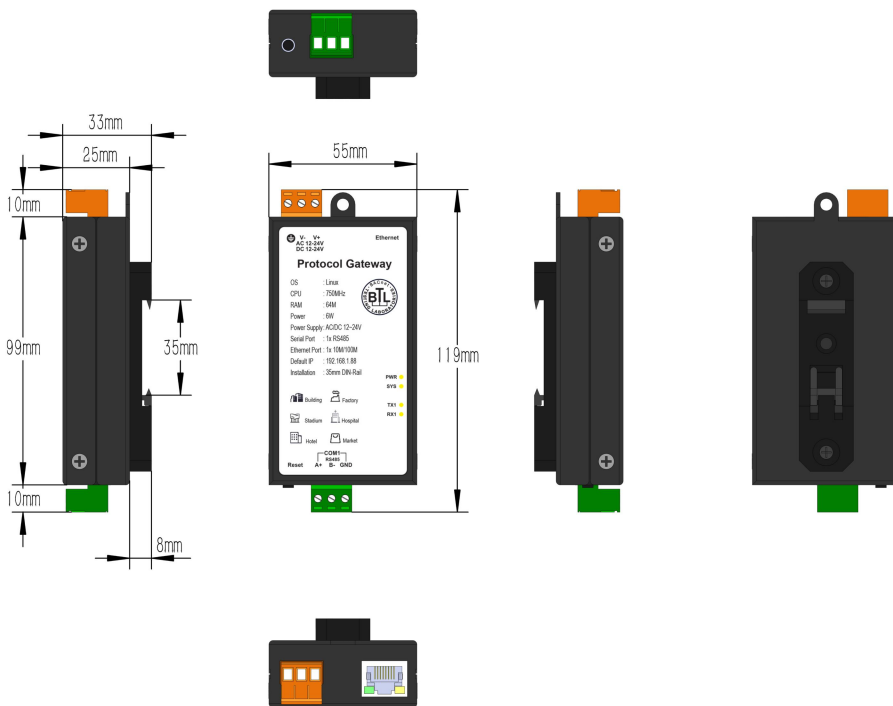 33mm
25mm
55mm
10mm
V- V+
Ethernet
AC 12-24V
DC 12-24V
Protocol Gateway
OS : Linux
CPU : 750MHz
RAM : 64M
Power : 6W
Power Supply: AC/DC 12~24V
Serial Port : 1x RS485
Ethernet Port : 1x 10M/100M
Default IP : 192.168.1.88
Installation : 35mm DIN-Rail
BTL
99mm
35mm
119mm
PWR
SYS
TX1
RX1
Building
Factory
Stadium
Hospital
Hotel
Market
COM1
RS485
Reset A+ B- GND
10mm
8mm